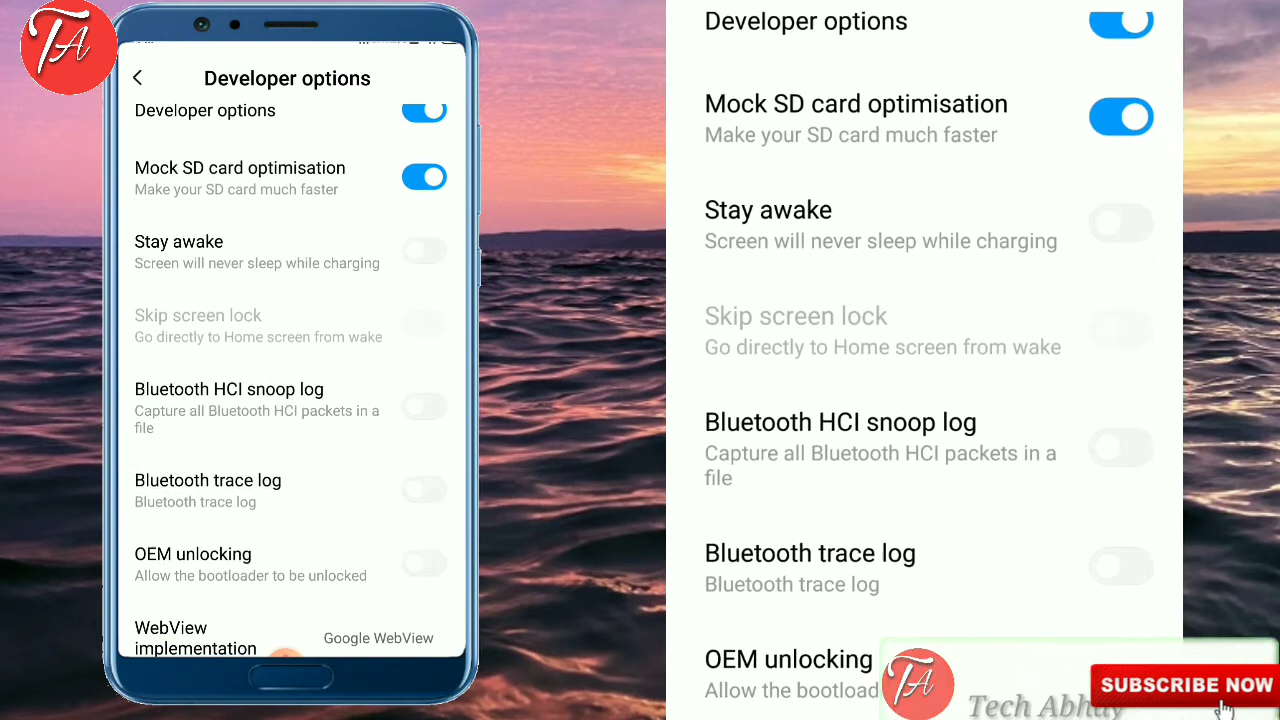 TA
Developer options
Developer options
Mock SD card optimisation
Make your SD card much faster
Stay awake
Screen will never sleep while charging
Skip screen lock
Go directly to Home screen from wake
Bluetooth HCI snoop log
Capture all Bluetooth HCI packets in a
file
Bluetooth trace log
Bluetooth trace log
OEM unlocking
Allow the bootloader to be unlocked
WebView
implementation
Google WebView
Developer options
Mock SD card optimisation
Make your SD card much faster
Stay awake
Screen will never sleep while charging
Skip screen lock
Go directly to Home screen from wake
Bluetooth HCI snoop log
Capture all Bluetooth HCI packets in a
file
Bluetooth trace log
Bluetooth trace log
OEM unlocking
Allow the bootload
TA
Tech Abhay
SUBSCRIBE NOW